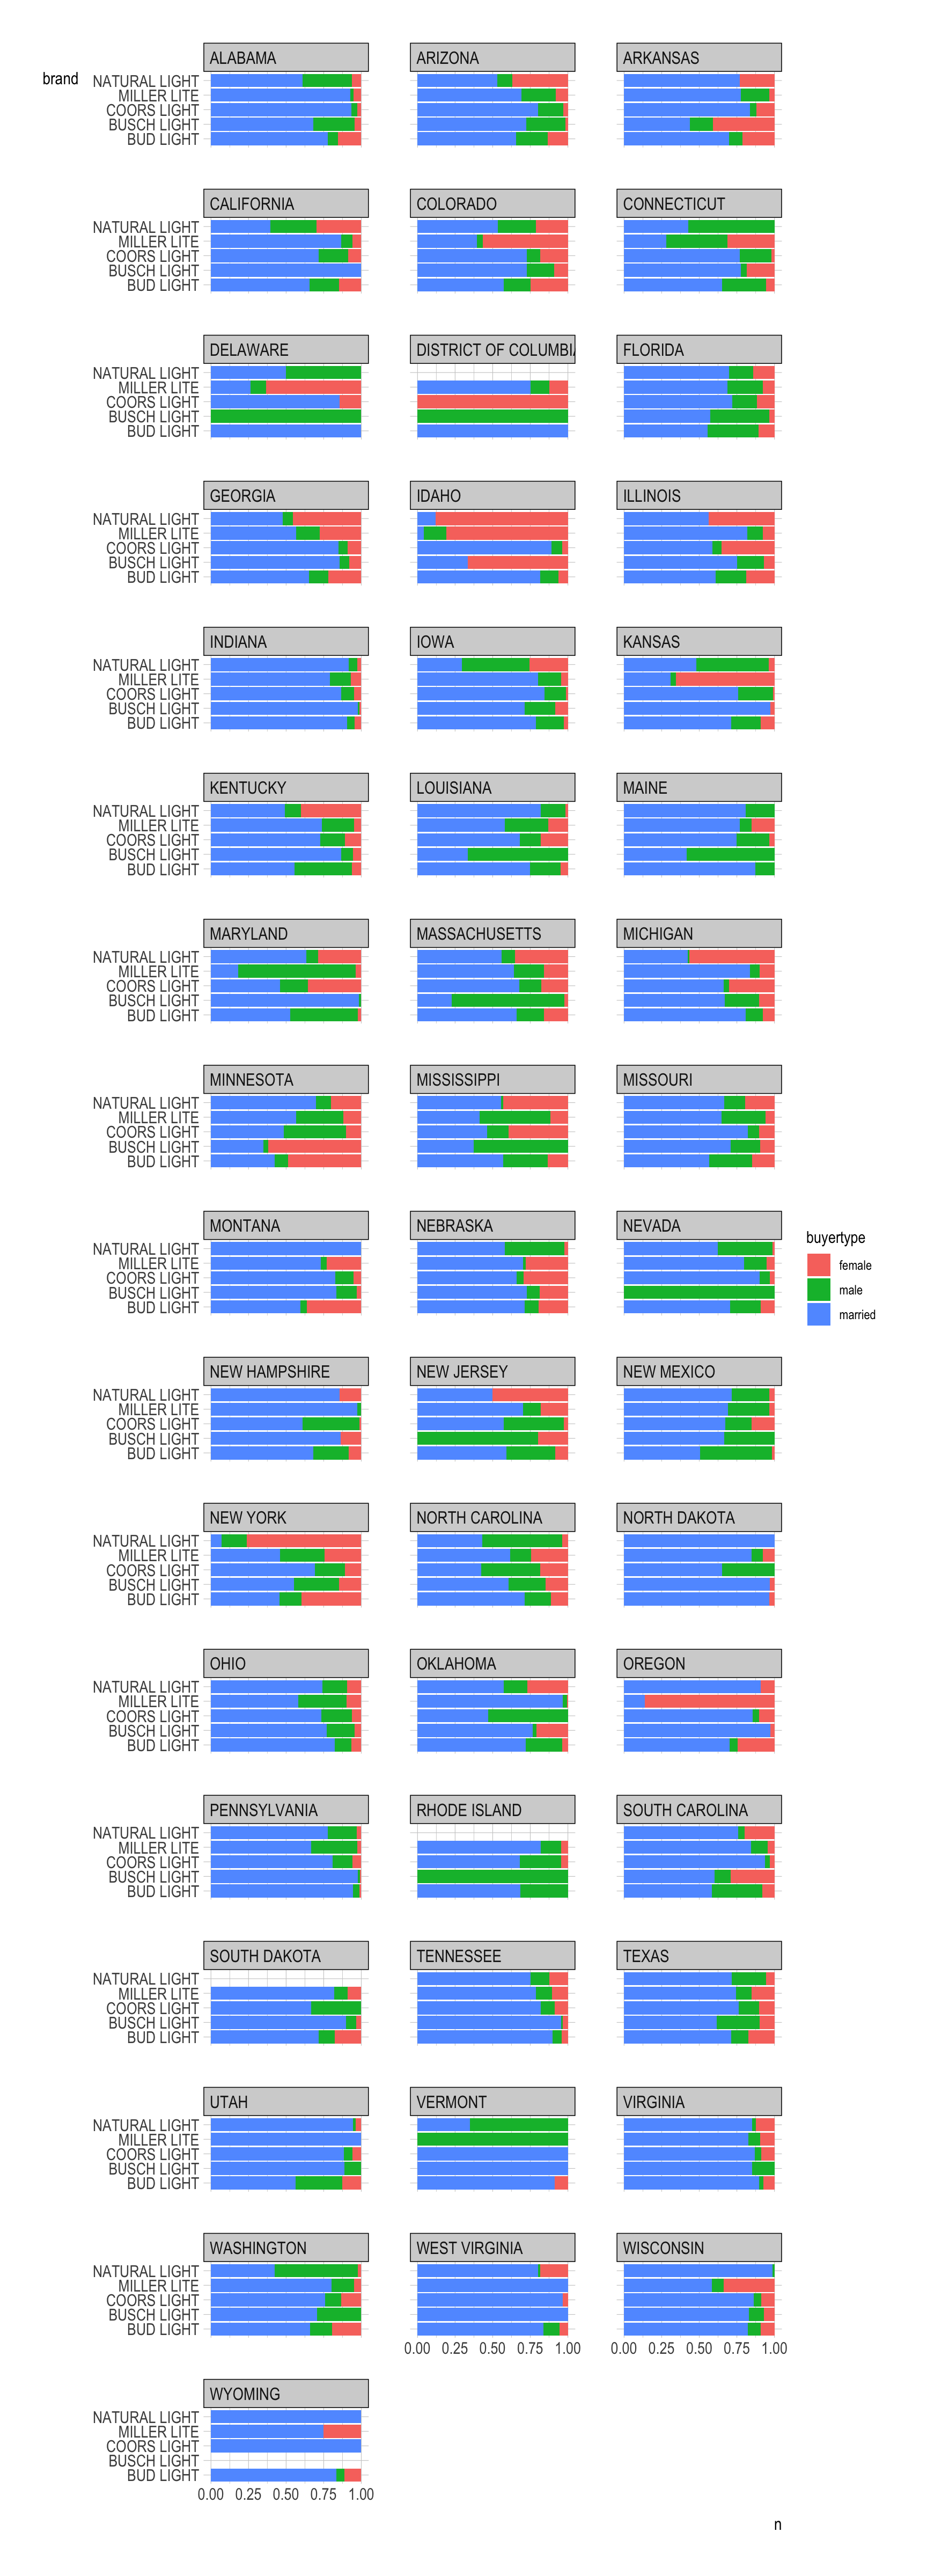 brand
ALABAMA ARIZONA ARKANSAS
NATURAL LIGHT
MILLER LITE
COORS LIGHT
BUSCH LIGHT
BUD LIGHT
CALIFORNIA COLORADO CONNECTICUT
NATURAL LIGHT
MILLER LITE
COORS LIGHT
BUSCH LIGHT
BUD LIGHT
DELAWARE DISTRICT OF COLUMBIA FLORIDA
NATURAL LIGHT
MILLER LITE
COORS LIGHT
BUSCH LIGHT
BUD LIGHT
GEORGIA IDAHO ILLINOIS
NATURAL LIGHT
MILLER LITE
COORS LIGHT
BUSCH LIGHT
BUD LIGHT
INDIANA IOWA KANSAS
NATURAL LIGHT
MILLER LITE
COORS LIGHT
BUSCH LIGHT
BUD LIGHT
KENTUCKY LOUISIANA MAINE
NATURAL LIGHT
MILLER LITE
COORS LIGHT
BUSCH LIGHT
BUD LIGHT
MARYLAND MASSACHUSETTS MICHIGAN
NATURAL LIGHT
MILLER LITE
COORS LIGHT
BUSCH LIGHT
BUD LIGHT
MINNESOTA MISSISSIPPI MISSOURI
NATURAL LIGHT
MILLER LITE
COORS LIGHT
BUSCH LIGHT
BUD LIGHT
MONTANA NEBRASKA NEVADA
NATURAL LIGHT
MILLER LITE
COORS LIGHT
BUSCH LIGHT
BUD LIGHT
buyertype
female
male
married
NEW HAMPSHIRE NEW JERSEY NEW MEXICO
NATURAL LIGHT
MILLER LITE
COORS LIGHT
BUSCH LIGHT
BUD LIGHT
NEW YORK NORTH CAROLINA NORTH DAKOTA
NATURAL LIGHT
MILLER LITE
COORS LIGHT
BUSCH LIGHT
BUD LIGHT
OHIO OKLAHOMA OREGON
NATURAL LIGHT
MILLER LITE
COORS LIGHT
BUSCH LIGHT
BUD LIGHT
PENNSYLVANIA RHODE ISLAND SOUTH CAROLINA
NATURAL LIGHT
MILLER LITE
COORS LIGHT
BUSCH LIGHT
BUD LIGHT
SOUTH DAKOTA TENNESSEE TEXAS
NATURAL LIGHT
MILLER LITE
COORS LIGHT
BUSCH LIGHT
BUD LIGHT
UTAH VERMONT VIRGINIA
NATURAL LIGHT
MILLER LITE
COORS LIGHT
BUSCH LIGHT
BUD LIGHT
WASHINGTON WEST VIRGINIA WISCONSIN
NATURAL LIGHT
MILLER LITE
COORS LIGHT
BUSCH LIGHT
BUD LIGHT
0.00 0.25 0.50 0.75 1.00 0.00 0.25 0.50 0.75 1.00
WYOMING
NATURAL LIGHT
MILLER LITE
COORS LIGHT
BUSCH LIGHT
BUD LIGHT
0.00 0.25 0.50 0.75 1.00
n